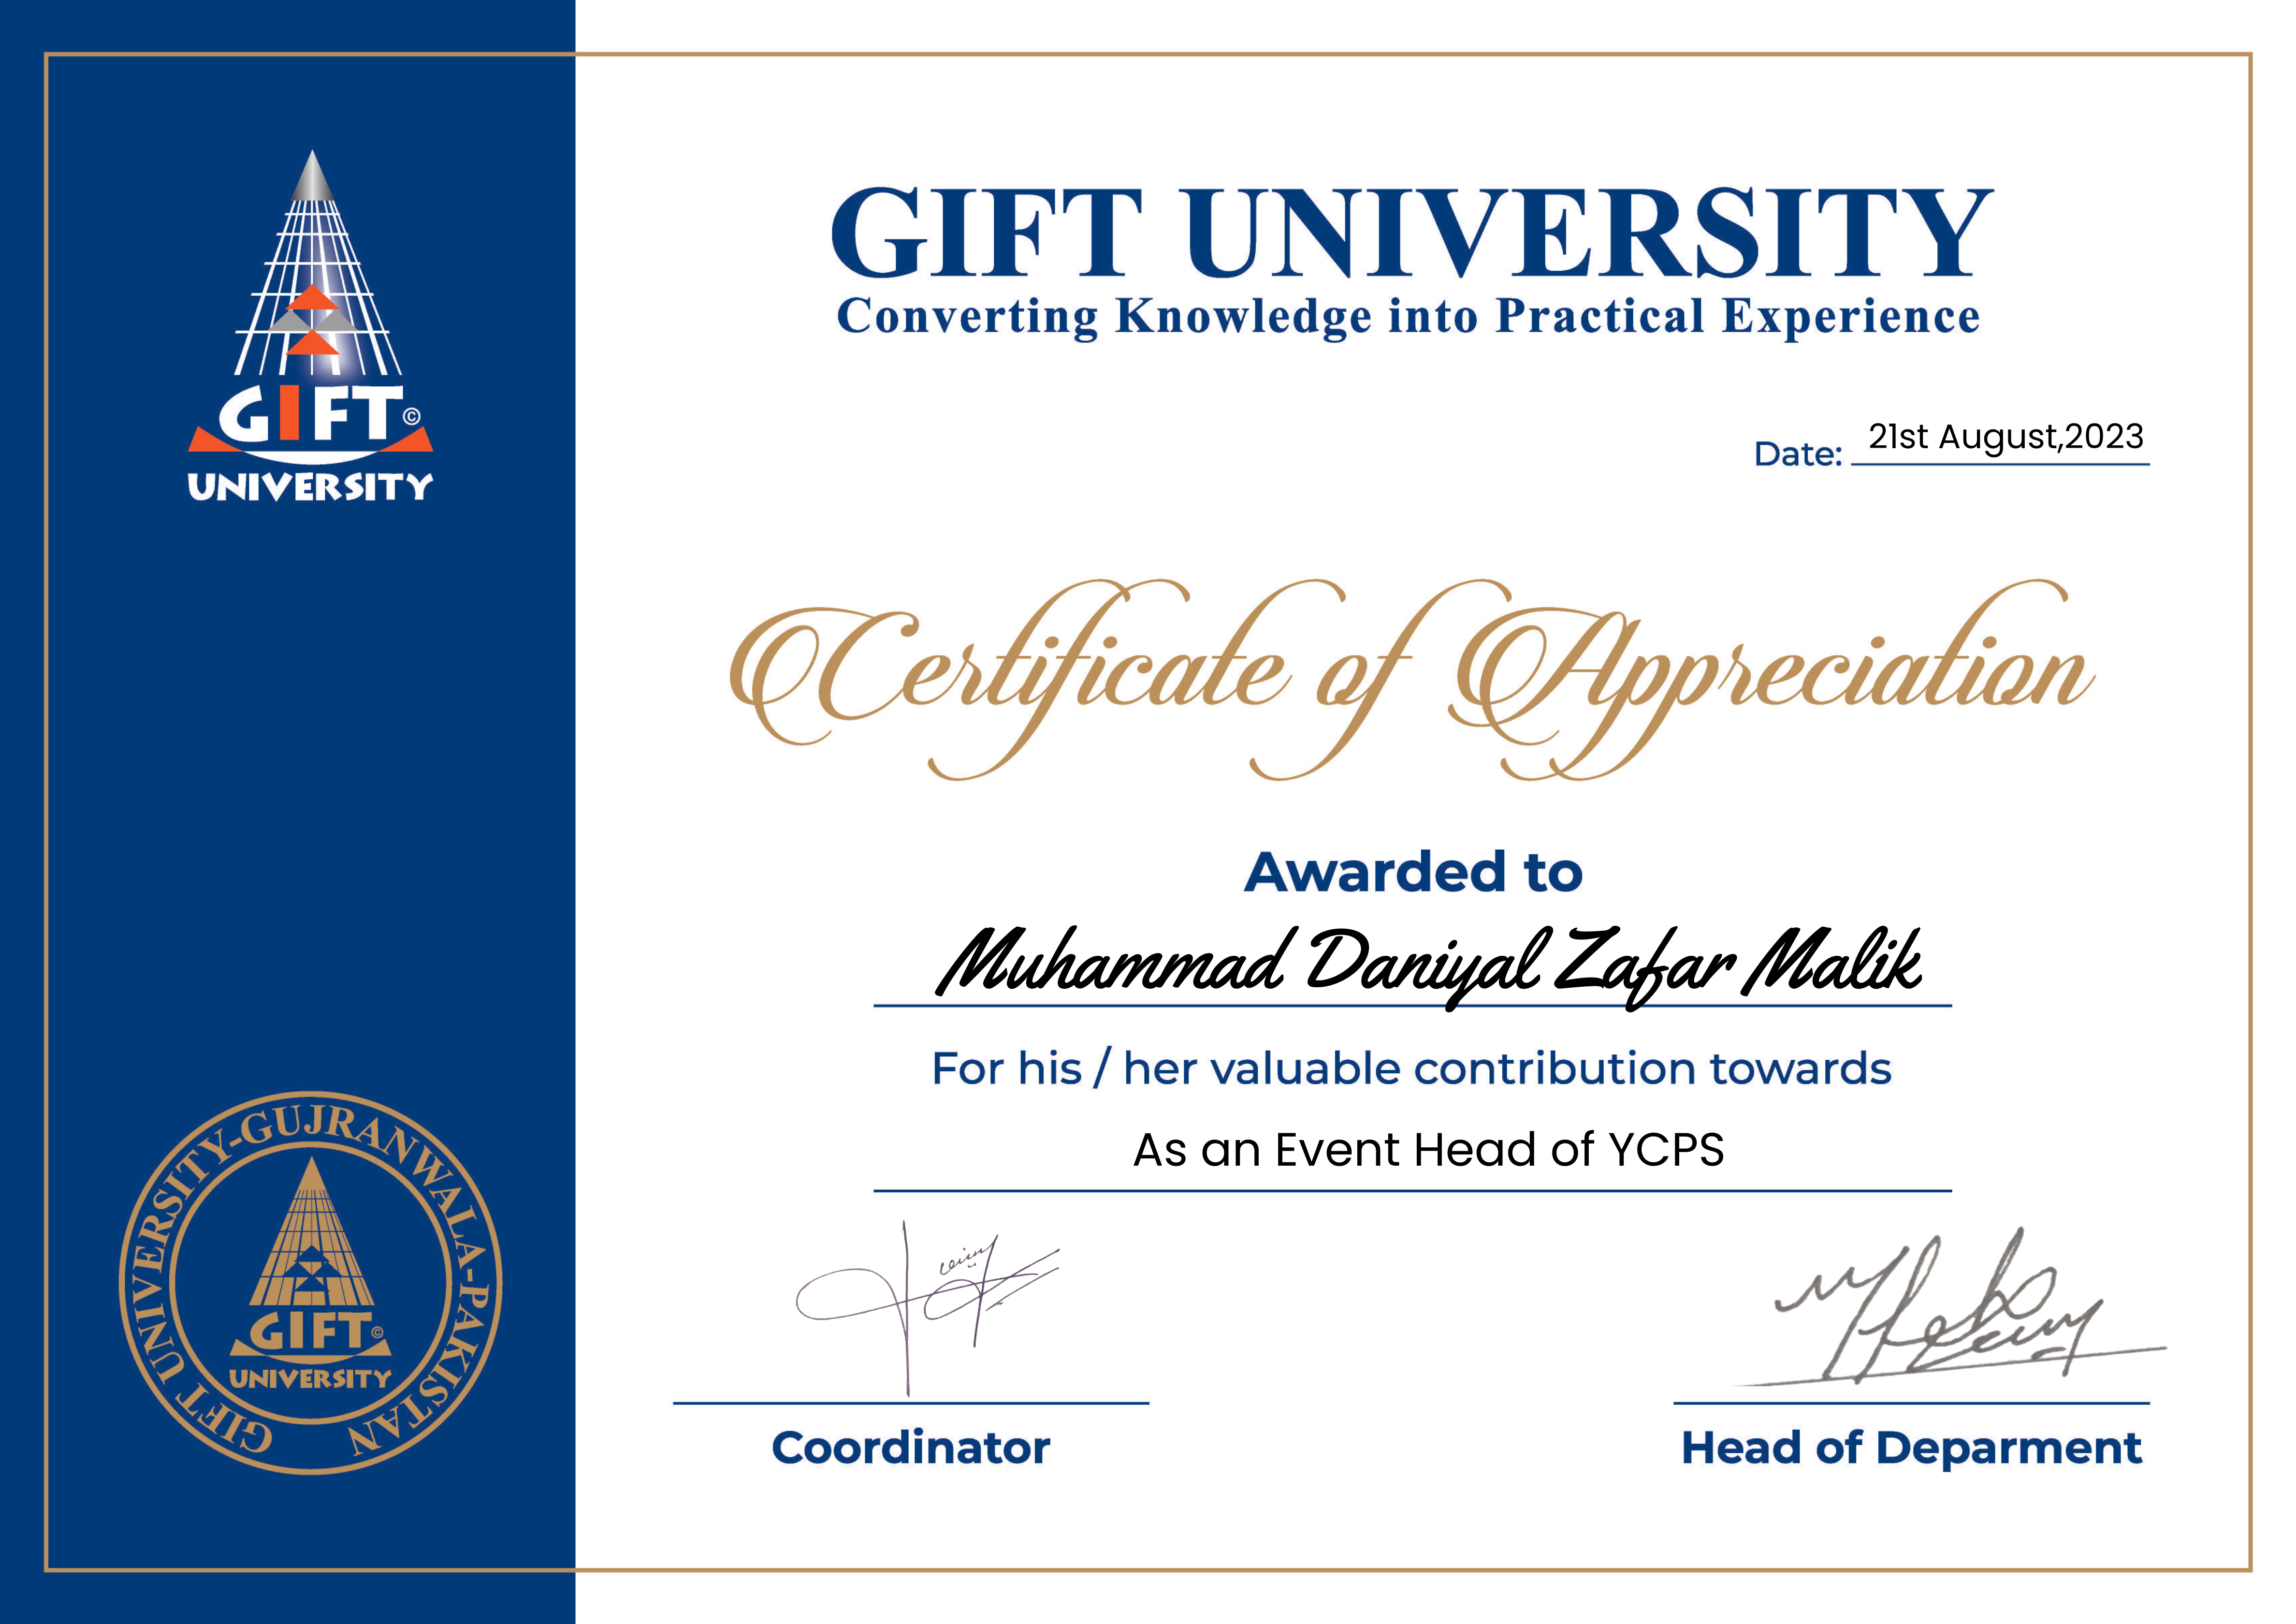 GIFT©
UNIVERSITY
GIFT UNIVERSITY
Converting Knowledge into Practical Experience
Date: 21st August,2023
Certificate of Appreciation
Awarded to
Muhammad Daniyal Zafar Malik
For his / her valuable contribution towards
As an Event Head of YCPS
GIFT UNIVERSITY-GUJRANWALA-PAKISTAN
GIFT©
UNIVERSITY
Coordinator
Head of Deparment